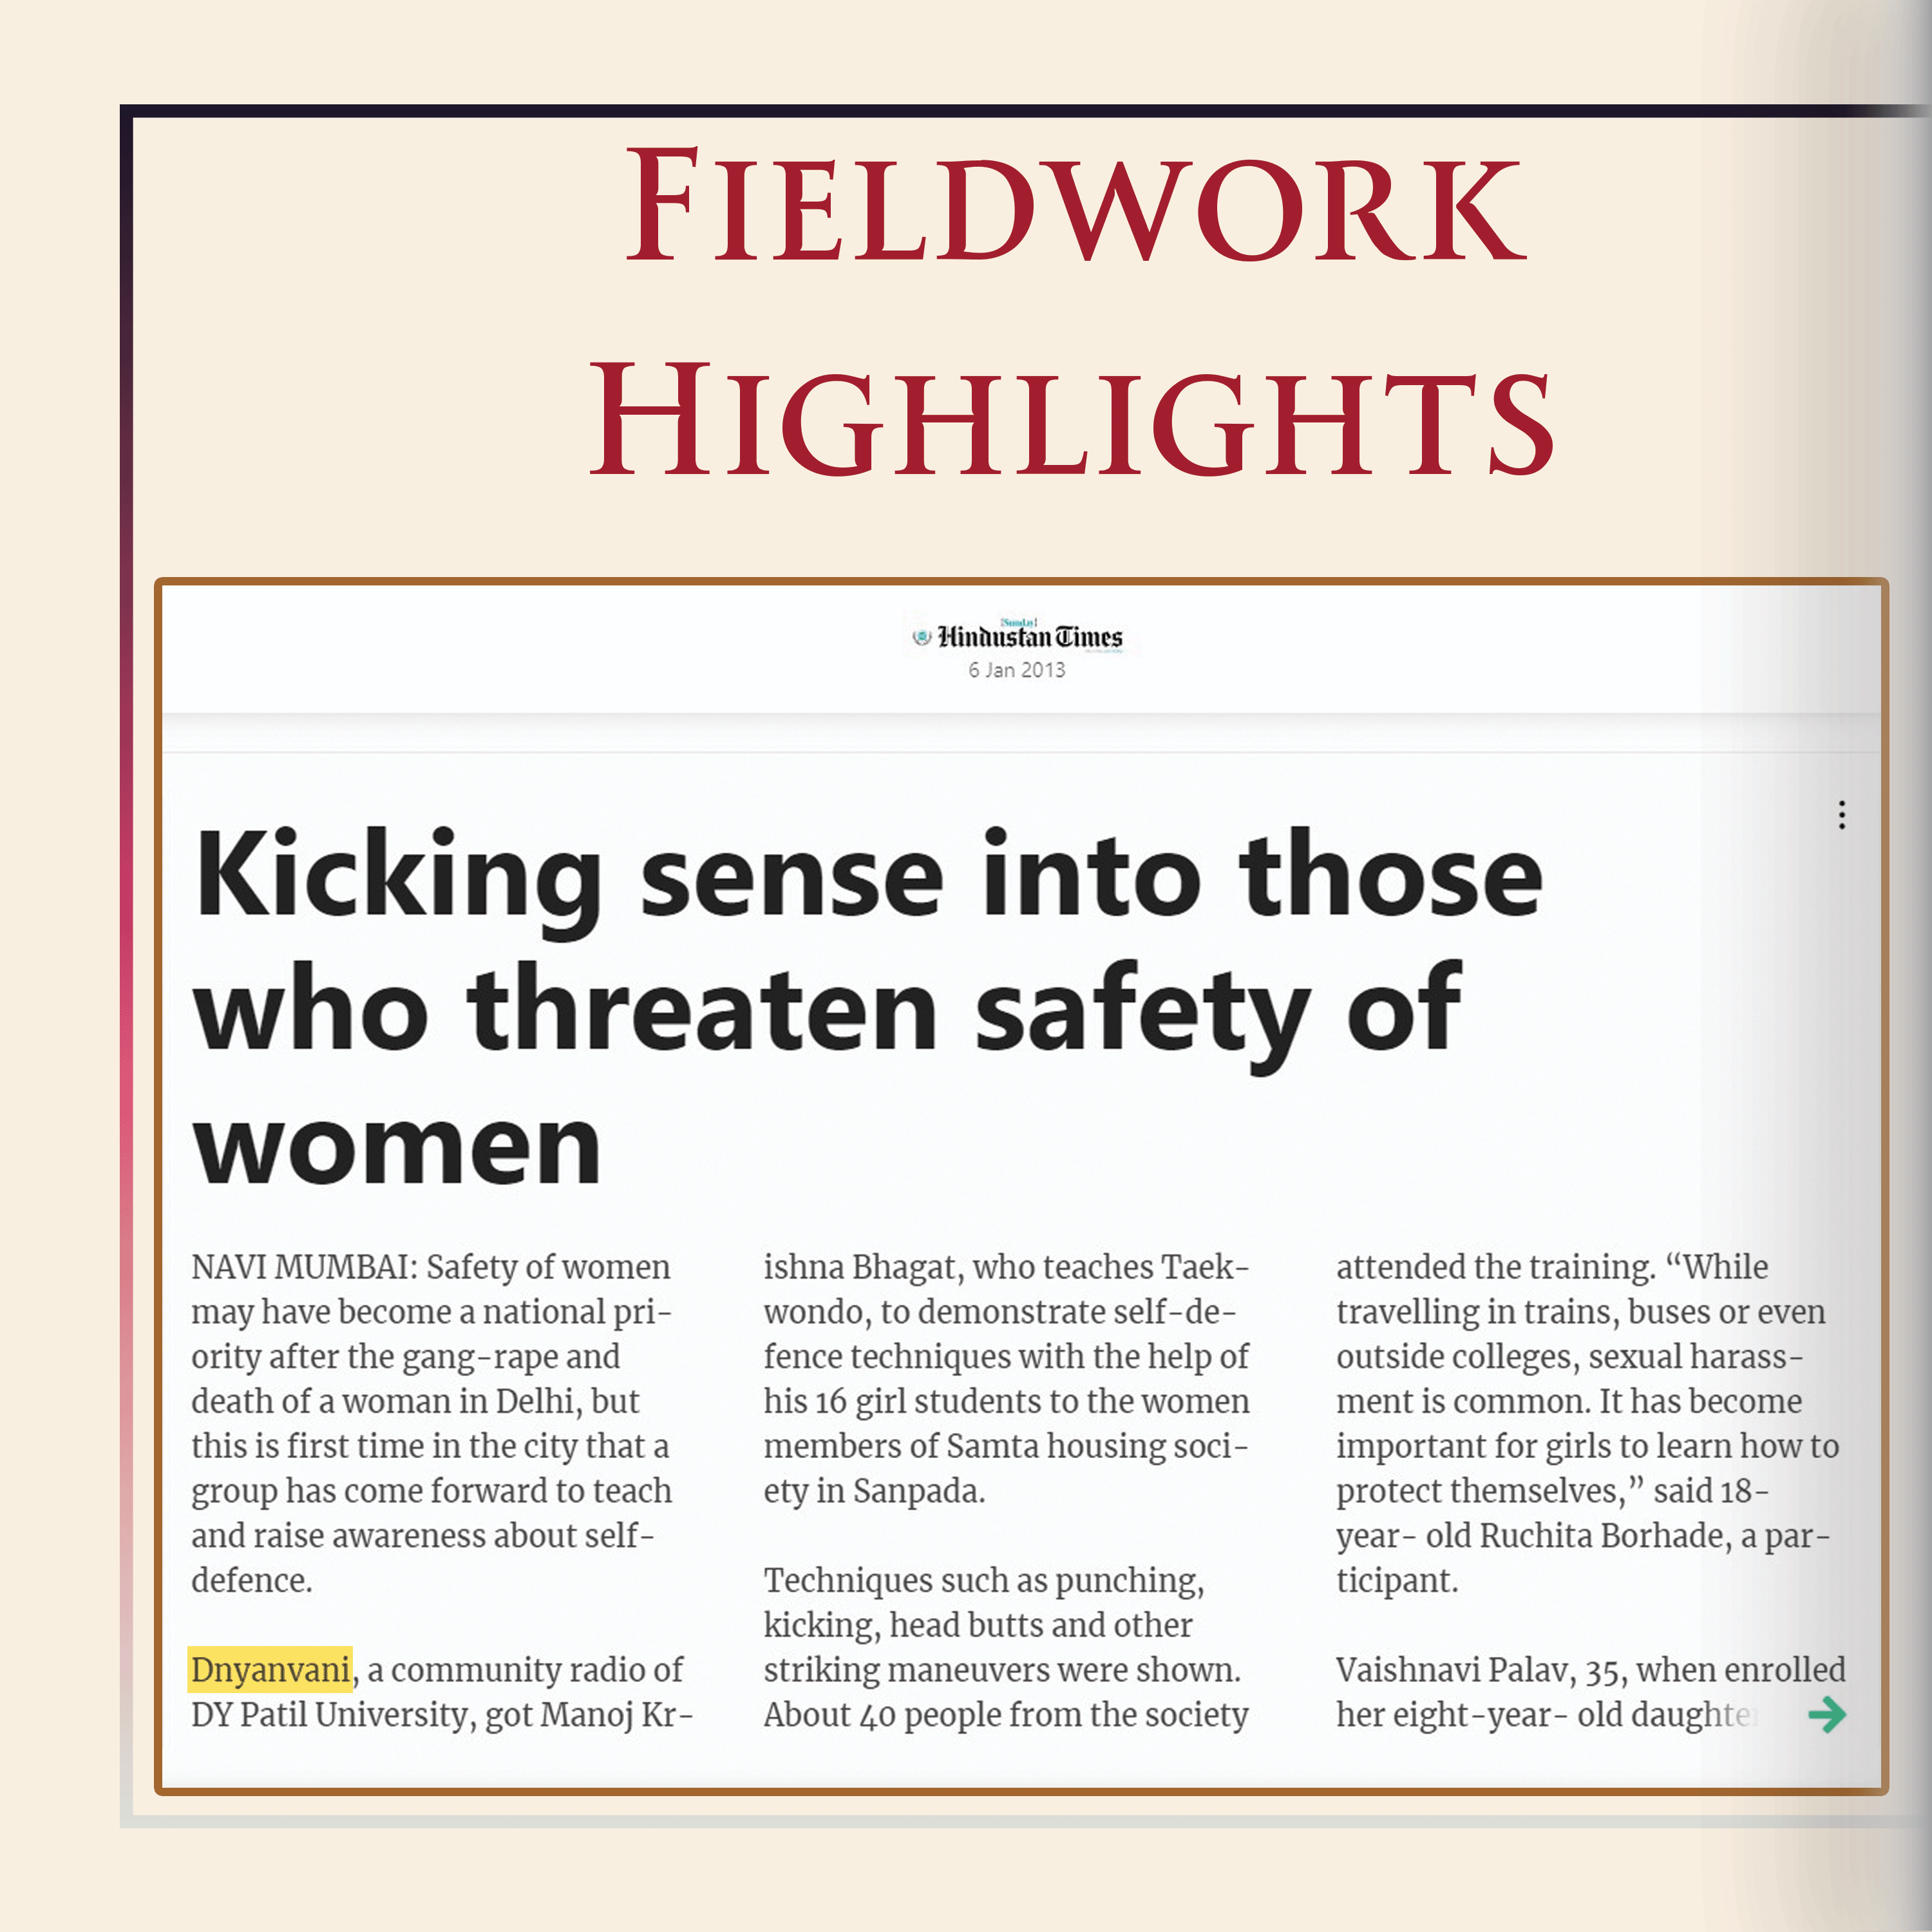 FIELDWORK
HIGHLIGHTS
Sunday
Hindustan Times
6 Jan 2013
Kicking sense into those
who threaten safety of
women
NAVI MUMBAI: Safety of women
may have become a national pri-
ority after the gang-rape and
death of a woman in Delhi, but
this is first time in the city that a
group has come forward to teach
and raise awareness about self-
defence.
Dnyanvani, a community radio of
DY Patil University, got Manoj Kr-
ishna Bhagat, who teaches Taek-
wondo, to demonstrate self-de-
fence techniques with the help of
his 16 girl students to the women
members of Samta housing soci-
ety in Sanpada.
Techniques such as punching,
kicking, head butts and other
striking maneuvers were shown.
About 40 people from the society
attended the training. “While
travelling in trains, buses or even
outside colleges, sexual harass-
ment is common. It has become
important for girls to learn how to
protect themselves,” said 18-
year- old Ruchita Borhade, a par-
ticipant.
Vaishnavi Palav, 35, when enrolled
her eight-year- old daughter